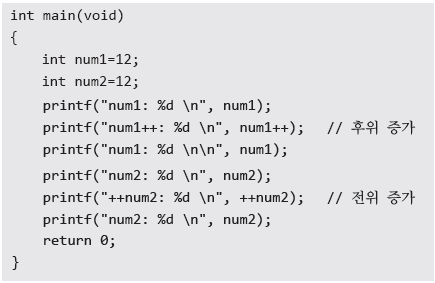 int main(void)
{
    int num1=12;
    int num2=12;
    printf("num1: %d \n", num1);
    printf("num1++: %d \n", num1++);   // 후위 증가
    printf("num1: %d \n\n", num1);
    printf("num2: %d \n", num2);
    printf("++num2: %d \n", ++num2);   // 전위 증가
    printf("num2: %d \n", num2);
    return 0;
}